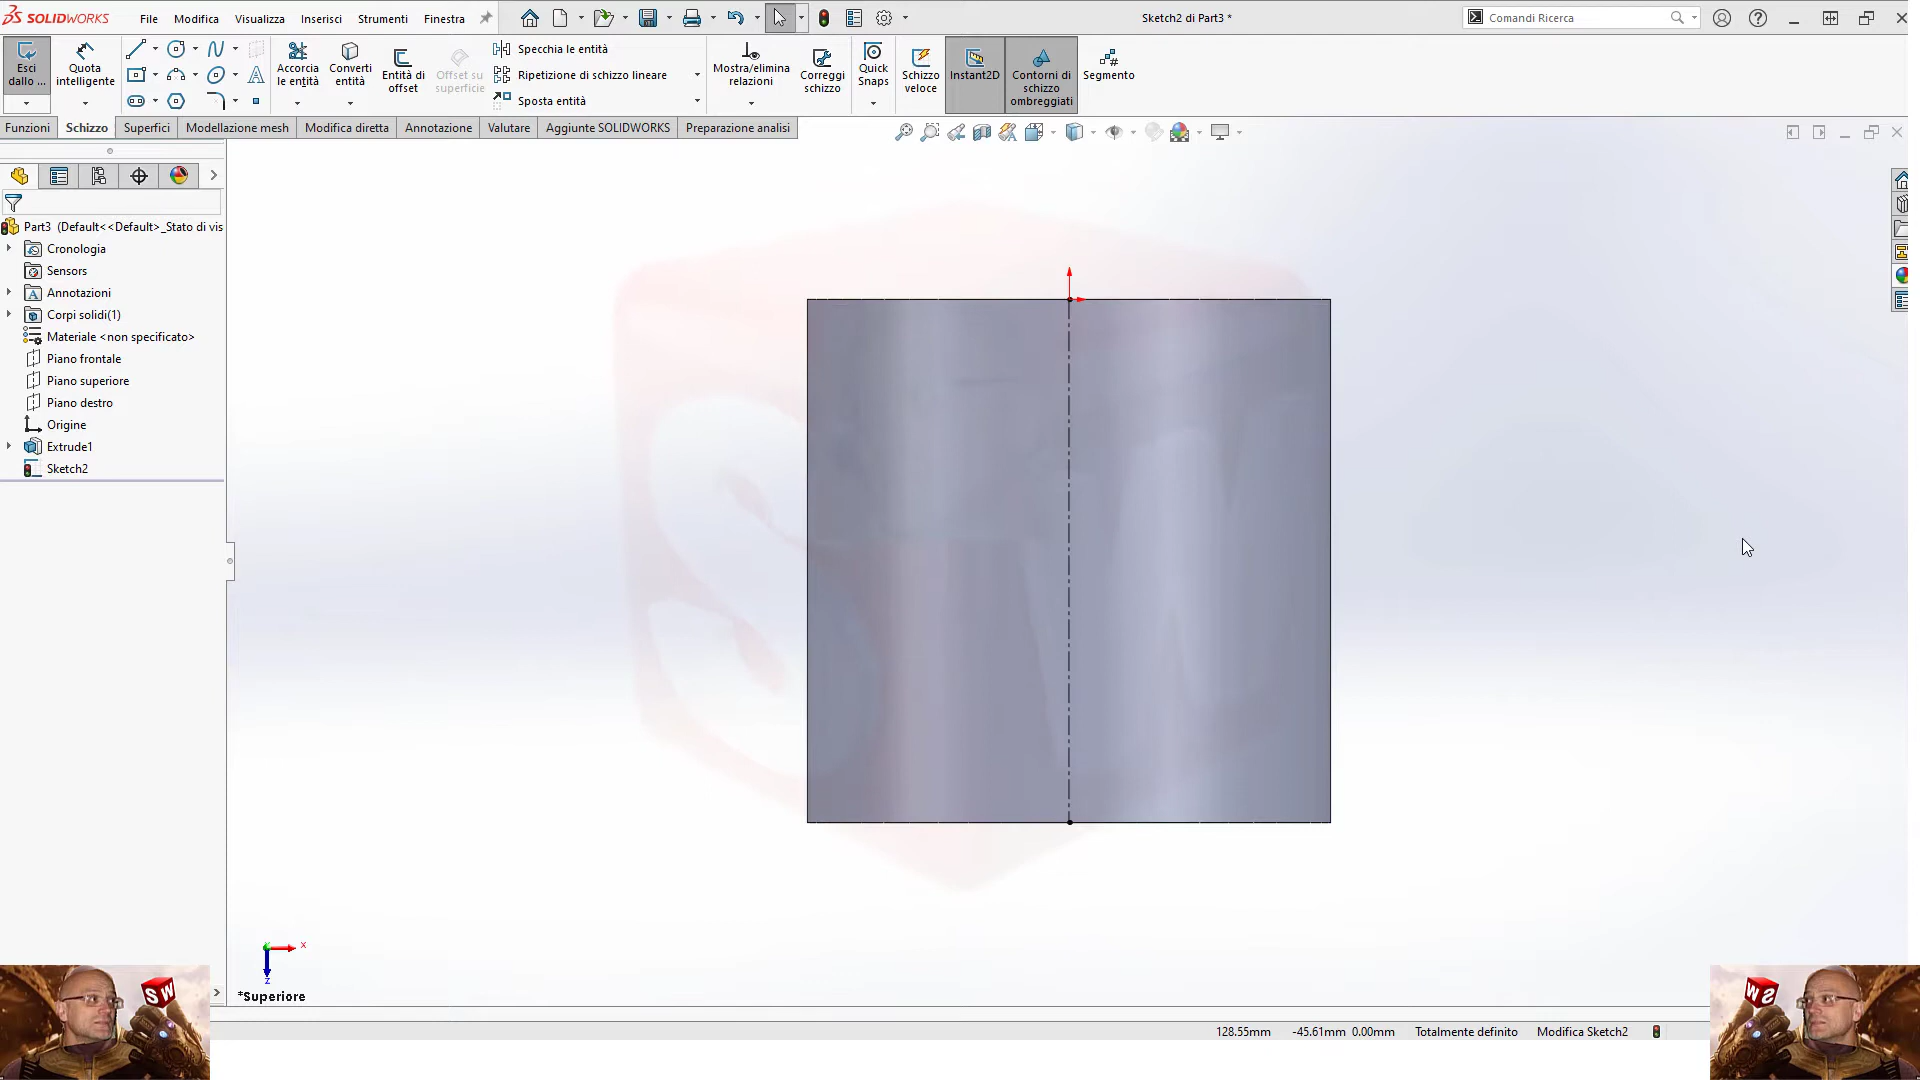 SOLIDWORKS File Modifica Visualizza Inserisci Strumenti Finestra Sketch2 di Part3 * Comandi Ricerca
Esci dallo ...
Quota intelligente
Accorcia le entità
Converti entità
Entità di offset
Offset su superficie
Specchia le entità
Ripetizione di schizzo lineare
Sposta entità
Mostra/elimina relazioni
Correggi schizzo
Quick Snaps
Schizzo veloce
Instant2D
Contorni di schizzo ombreggiati
Segmento
Funzioni Schizzo Superfici Modellazione mesh Modifica diretta Annotazione Valutare Aggiunte SOLIDWORKS Preparazione analisi
Part3 (Default<<Default>_Stato di vis
Cronologia
Sensors
Annotazioni
Corpi solidi(1)
Materiale <non specificato>
Piano frontale
Piano superiore
Piano destro
Origine
Extrude1
Sketch2
x
z
*Superiore
SW
SW
128.55mm -45.61mm 0.00mm Totalmente definito Modifica Sketch2